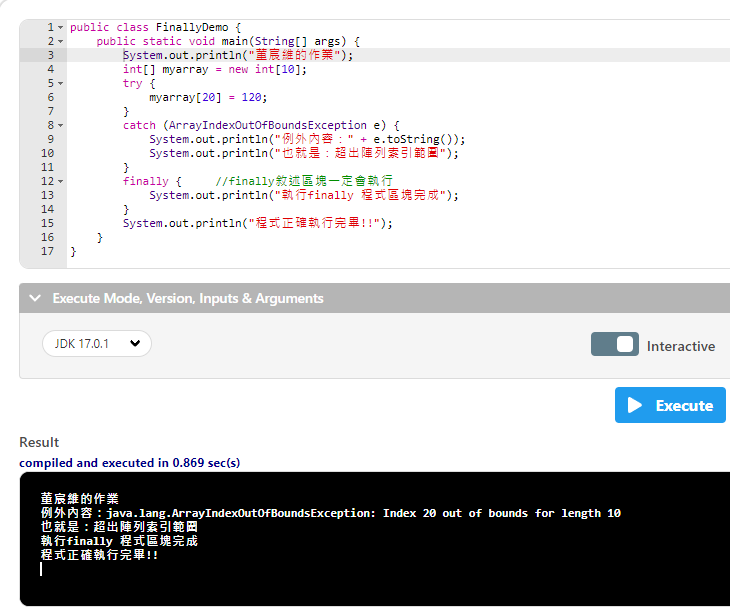 1 public class FinallyDemo {
2 public static void main(String[] args) {
3 System.out.println("董宸維的作業");
4 int[] myarray = new int[10];
5 try {
6 myarray[20] = 120;
7 }
8 catch (ArrayIndexOutOfBoundsException e) {
9 System.out.println("例外內容：" + e.toString());
10 System.out.println("也就是：超出陣列索引範圍");
11 }
12 finally { //finally敘述區塊一定會執行
13 System.out.println("執行finally 程式區塊完成");
14 }
15 System.out.println("程式正確執行完畢!!");
16 }
17 }
Execute Mode, Version, Inputs & Arguments
JDK 17.0.1 Interactive
Execute
Result
compiled and executed in 0.869 sec(s)
董宸維的作業
例外內容：java.lang.ArrayIndexOutOfBoundsException: Index 20 out of bounds for length 10
也就是：超出陣列索引範圍
執行finally 程式區塊完成
程式正確執行完畢!!